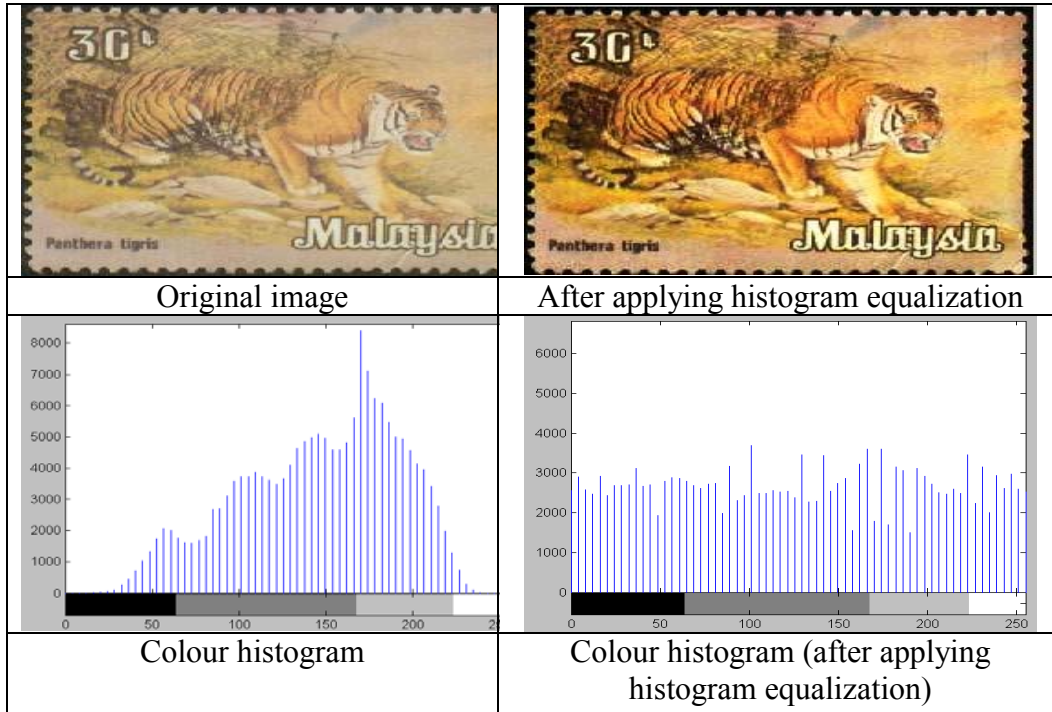 30¢
Panthera tigris
Malaysia
30¢
Panthera tigris
Malaysia
Original image
After applying histogram equalization
8000
7000
6000
5000
4000
3000
2000
1000
0
0 50 100 150 200
6000
5000
4000
3000
2000
1000
0
0 50 100 150 200 250
Colour histogram
Colour histogram (after applying
histogram equalization)